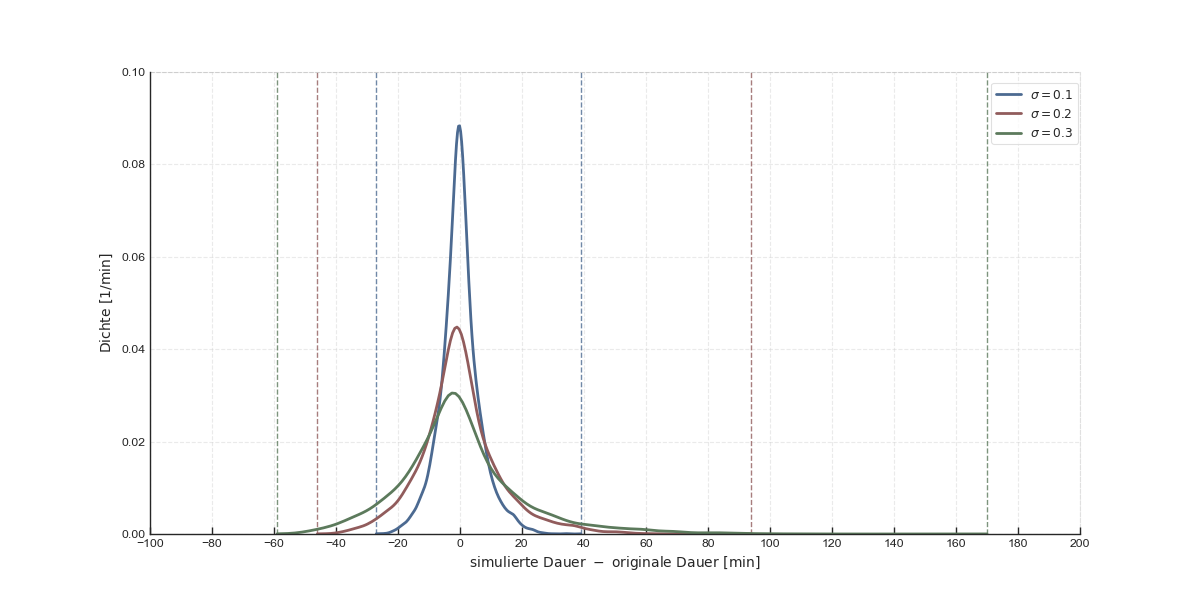 0.10
0.08
0.06
0.04
0.02
0.00
Dichte [1/min]
σ = 0.1
σ = 0.2
σ = 0.3
−100 −80 −60 −40 −20 0 20 40 60 80 100 120 140 160 180 200
simulierte Dauer − originale Dauer [min]